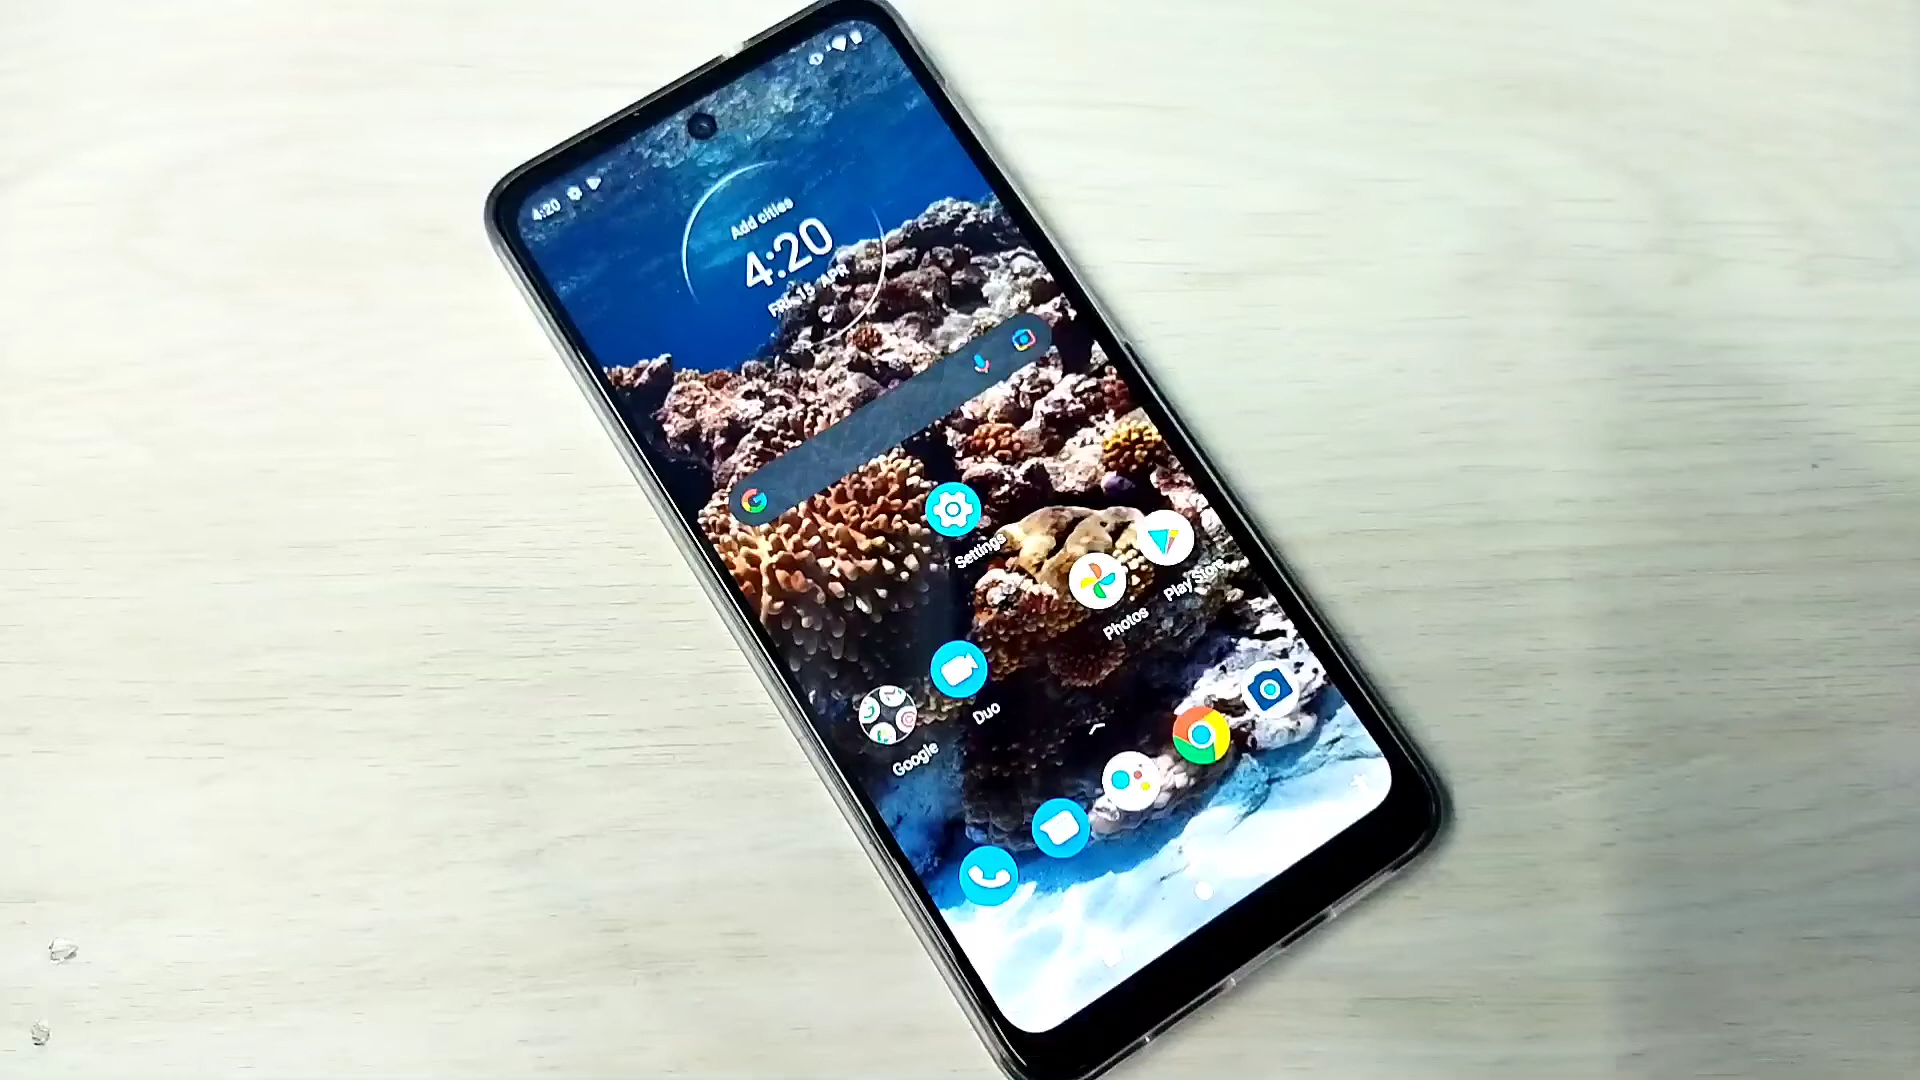 4:20
Add cities
4:20
FRI, 15 APR
Settings
Play Store
Photos
Duo
Google